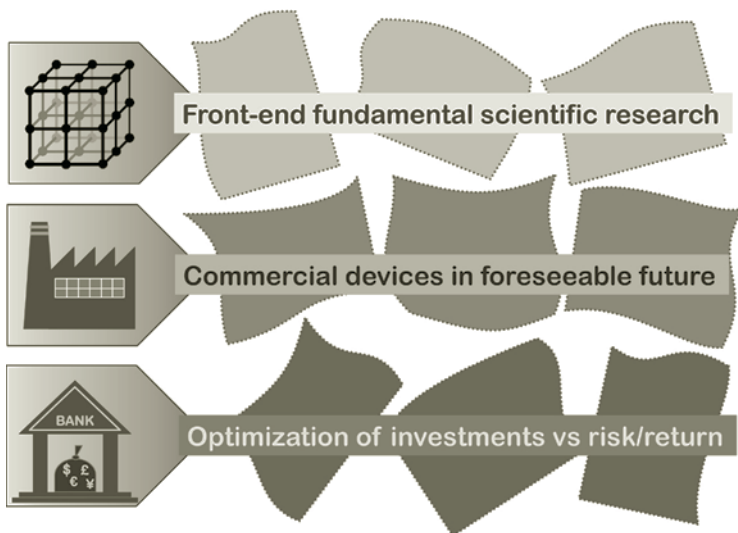 Front-end fundamental scientific research
Commercial devices in foreseeable future
BANK
$ £
€ ¥
Optimization of investments vs risk/return